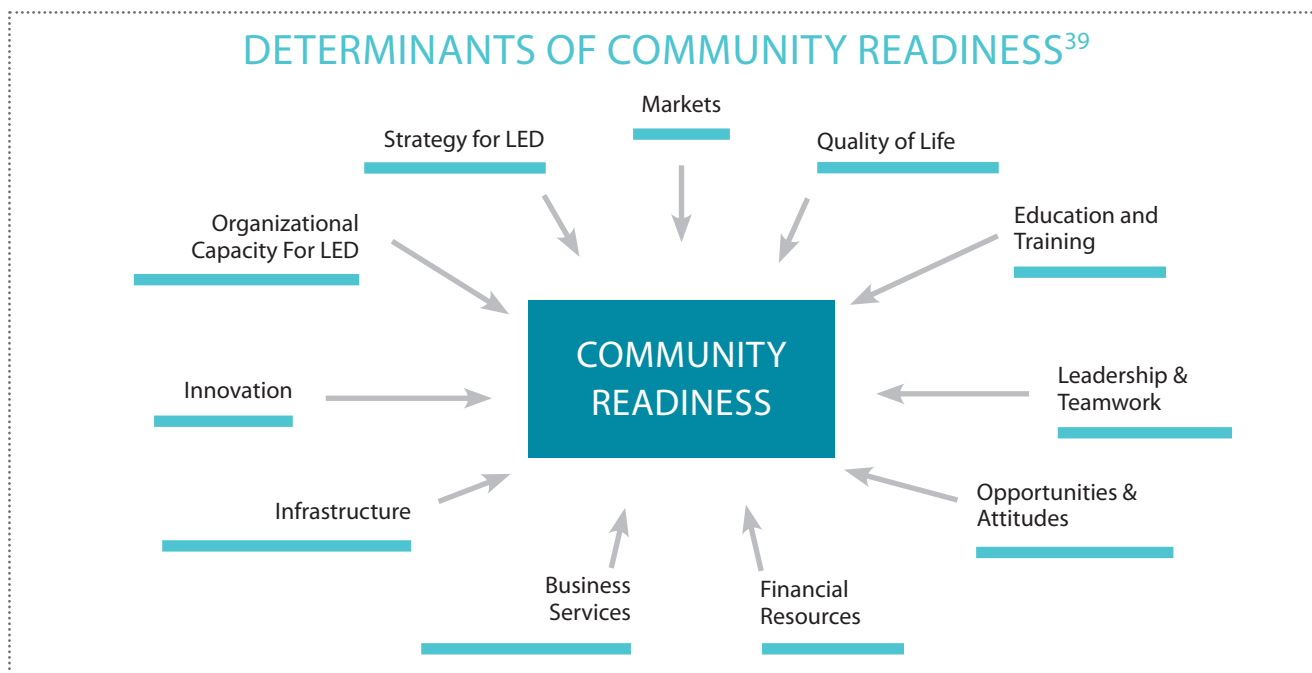 DETERMINANTS OF COMMUNITY READINESS39
Markets
Strategy for LED
Quality of Life
Organizational
Capacity For LED
Education and
Training
COMMUNITY
READINESS
Innovation
Leadership &
Teamwork
Infrastructure
Opportunities &
Attitudes
Business
Services
Financial
Resources